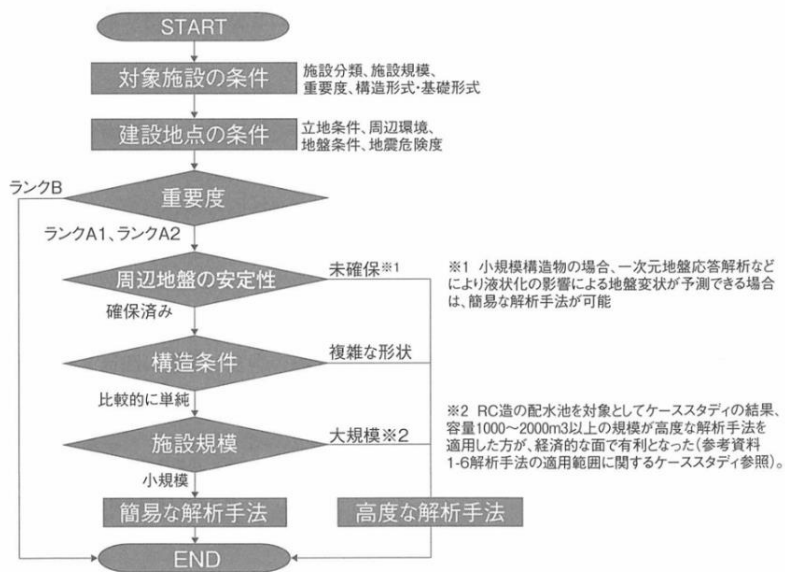 START
対象施設の条件
施設分類、施設規模、
重要度、構造形式・基礎形式
建設地点の条件
立地条件、周辺環境、
地盤条件、地震危険度
ランクB
重要度
ランクA1、ランクA2
周辺地盤の安定性
未確保※1
※1 小規模構造物の場合、一次元地盤応答解析など
により液状化の影響による地盤変状が予測できる場合
は、簡易な解析手法が可能
確保済み
構造条件
複雑な形状
比較的に単純
施設規模
大規模※2
※2 RC造の配水池を対象としてケーススタディの結果、
容量1000～2000m3以上の規模が高度な解析手法を
適用した方が、経済的な面で有利となった(参考資料
1-6解析手法の適用範囲に関するケーススタディ参照)。
小規模
簡易な解析手法
高度な解析手法
END